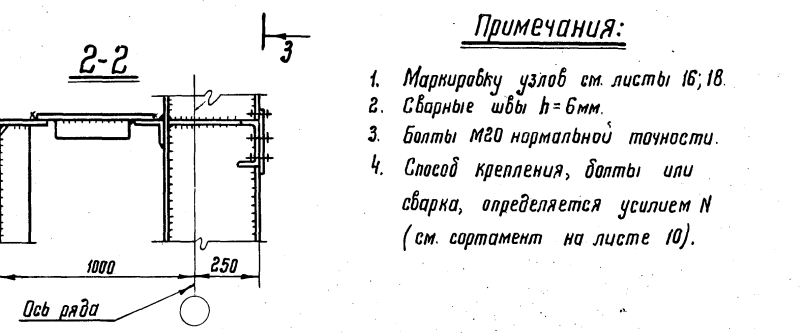 2-2
3
1000
250
Ось ряда
Примечания:
1. Маркировку узлов см. листы 16; 18.
2. Сварные швы h=6мм.
3. Болты М20 нормальной точности.
4. Способ крепления, болты или
сварка, определяется усилием N
(см. сортамент на листе 10).